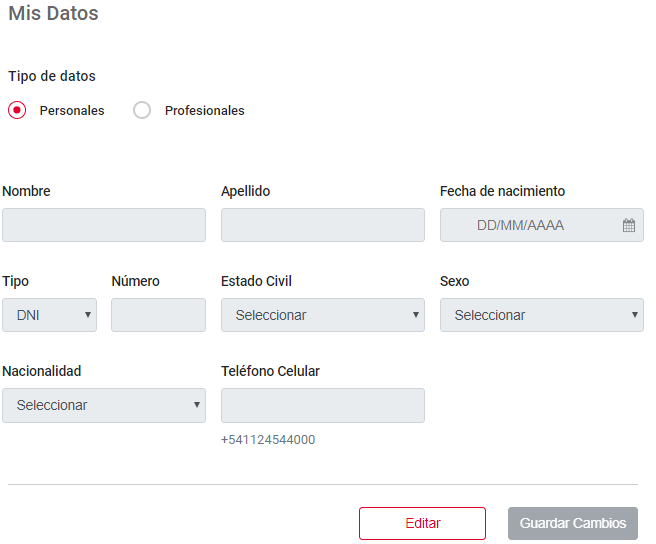 Mis Datos
Tipo de datos
Personales Profesionales
Nombre Apellido Fecha de nacimiento
DD/MM/AAAA
Tipo Número Estado Civil Sexo
DNI Seleccionar Seleccionar
Nacionalidad Teléfono Celular
Seleccionar
+541124544000
Editar Guardar Cambios